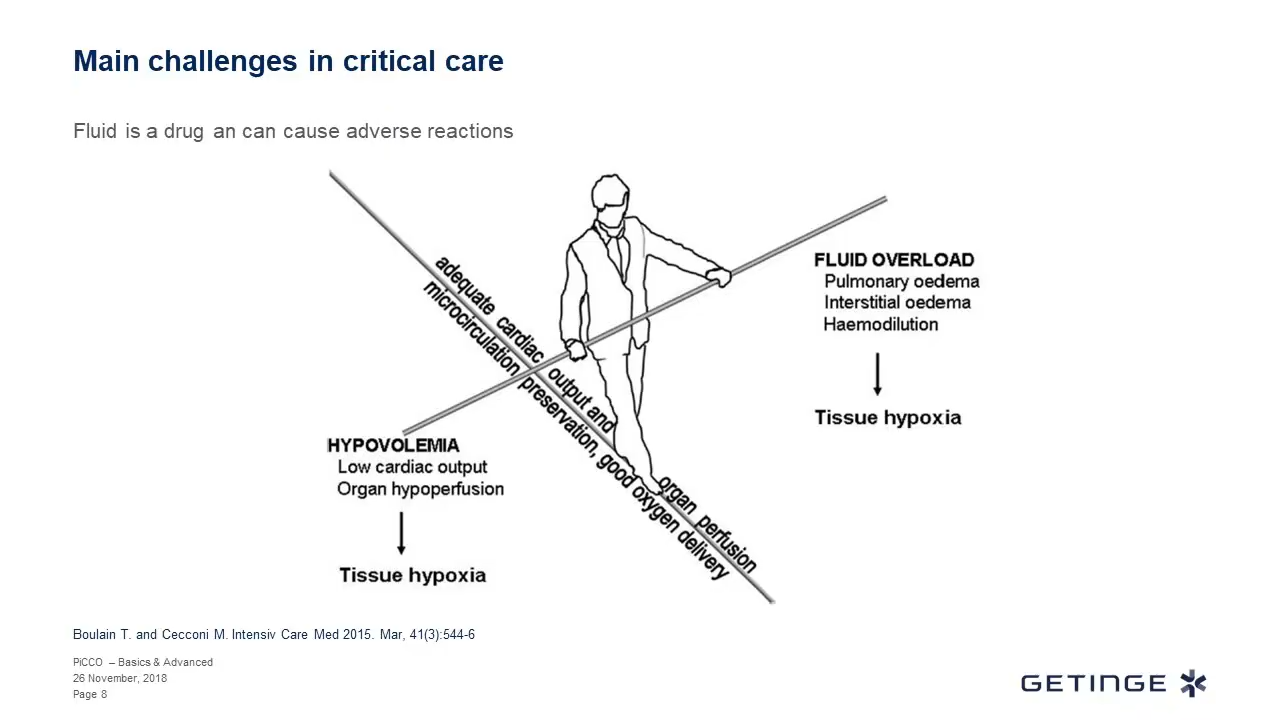 Main challenges in critical care
Fluid is a drug an can cause adverse reactions
adequate cardiac output and organ perfusion
microcirculation preservation, good oxygen delivery
FLUID OVERLOAD
Pulmonary oedema
Interstitial oedema
Haemodilution
Tissue hypoxia
HYPOVOLEMIA
Low cardiac output
Organ hypoperfusion
Tissue hypoxia
Boulain T. and Cecconi M. Intensiv Care Med 2015. Mar, 41(3):544-6
PiCCO – Basics & Advanced
26 November, 2018
Page 8
GETINGE